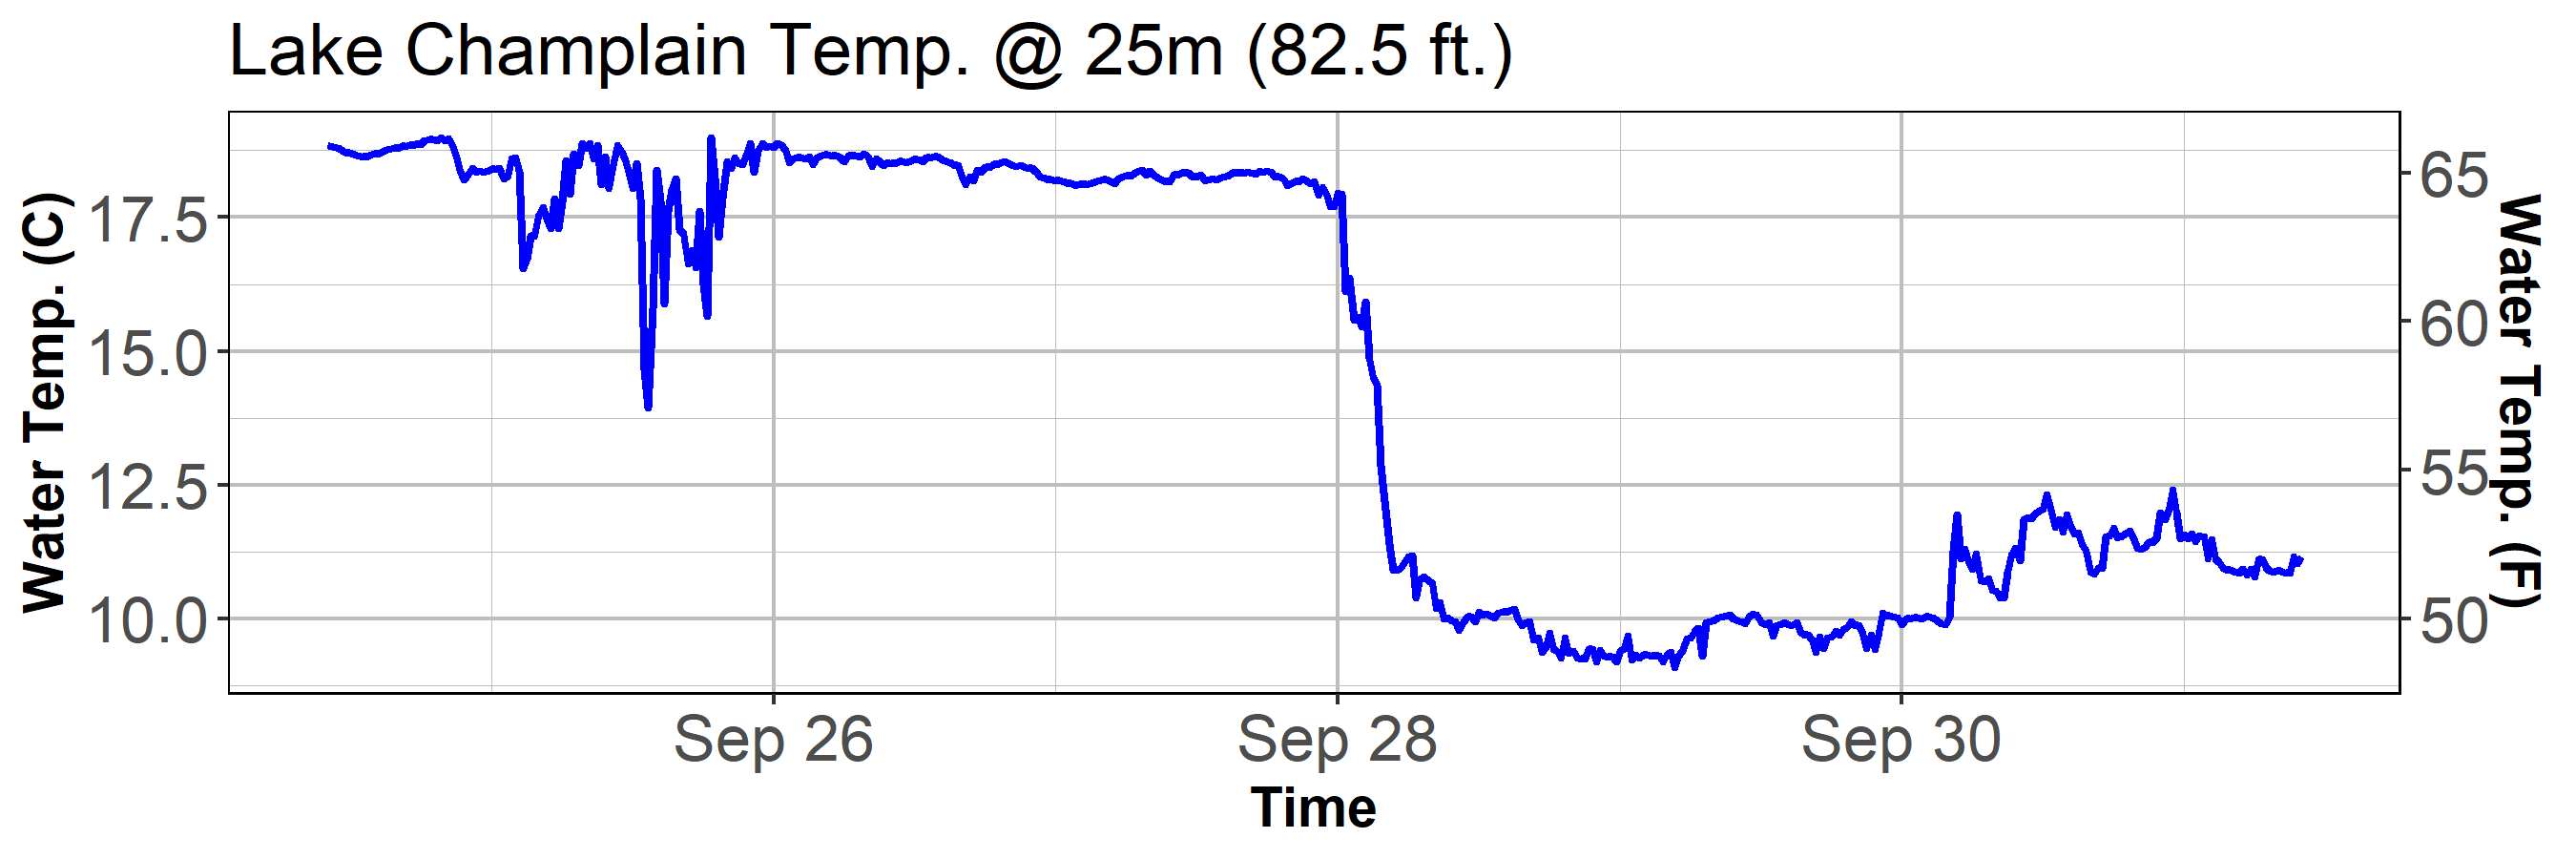 Lake Champlain Temp. @ 25m (82.5 ft.)
Water Temp. (C)
17.5
15.0
12.5
10.0
65
60
55
50
Water Temp. (F)
Sep 26
Sep 28
Sep 30
Time